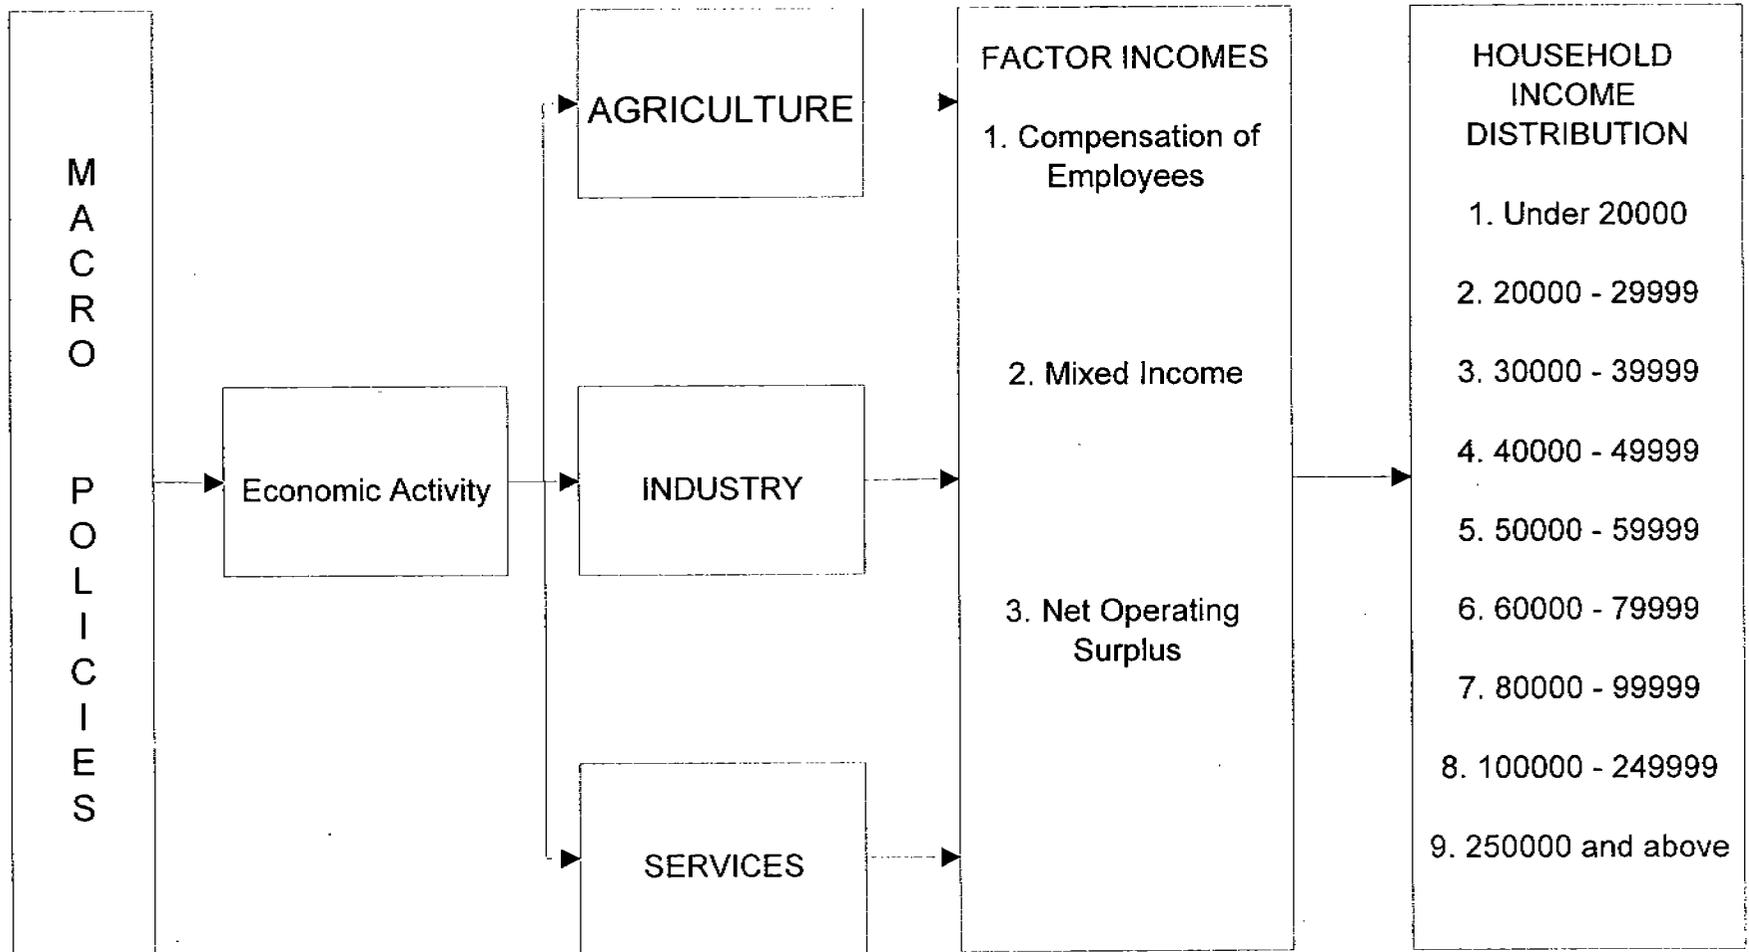 MACRO POLICIES
Economic Activity
AGRICULTURE
INDUSTRY
SERVICES
FACTOR INCOMES
1. Compensation of
Employees
2. Mixed Income
3. Net Operating
Surplus
HOUSEHOLD
INCOME
DISTRIBUTION
1. Under 20000
2. 20000 - 29999
3. 30000 - 39999
4. 40000 - 49999
5. 50000 - 59999
6. 60000 - 79999
7. 80000 - 99999
8. 100000 - 249999
9. 250000 and above